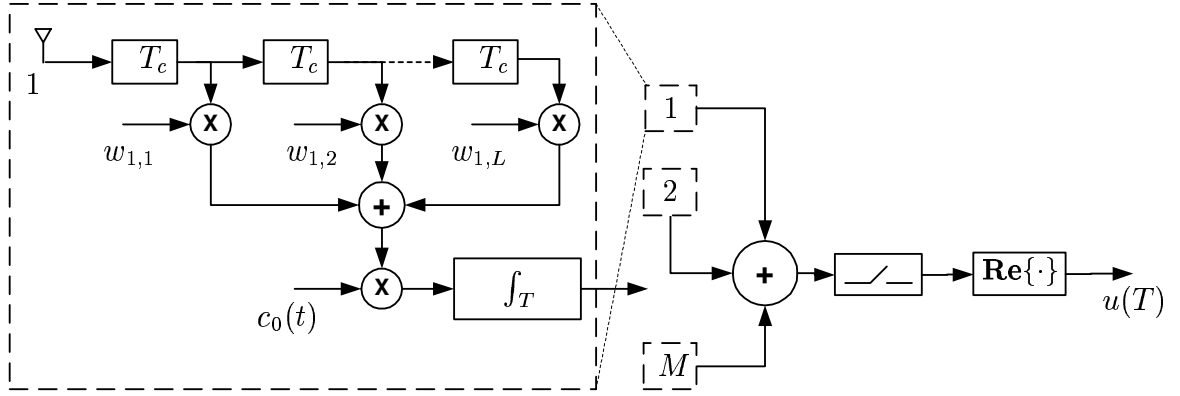 1
T_c
T_c
T_c
X
X
X
w_{1,1}
w_{1,2}
w_{1,L}
+
X
c_0(t)
∫_T
1
2
M
+
Re{·}
u(T)